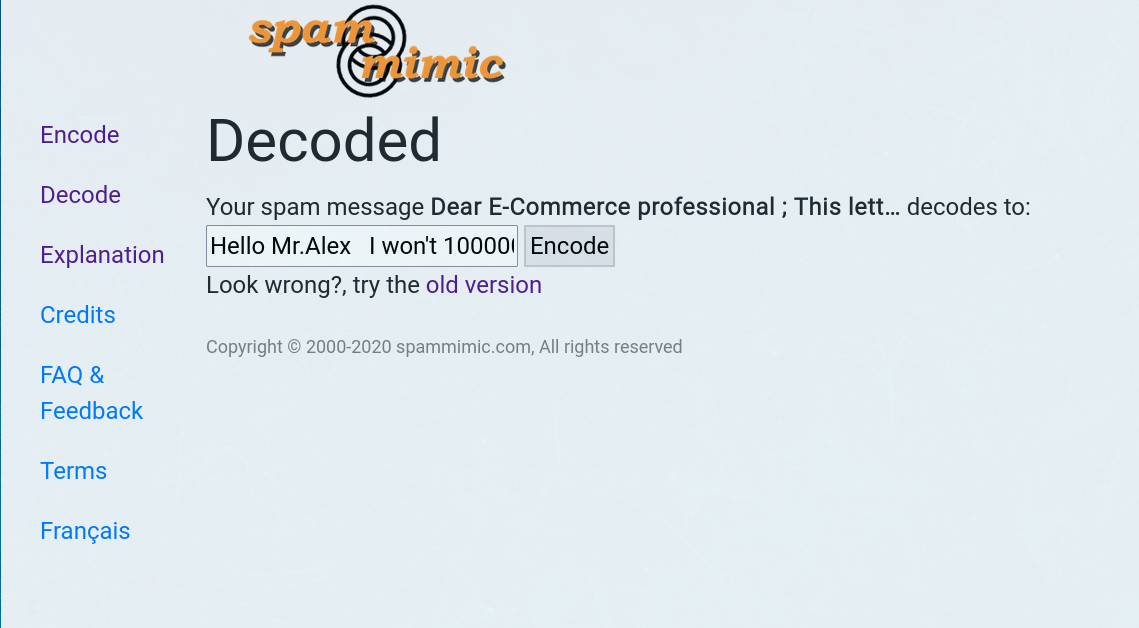 spam
mimic
Encode
Decoded
Decode
Your spam message Dear E-Commerce professional ; This lett... decodes to:
Hello Mr.Alex   I won't 10000
Encode
Explanation
Look wrong?, try the old version
Credits
Copyright © 2000-2020 spammimic.com, All rights reserved
FAQ &
Feedback
Terms
Français